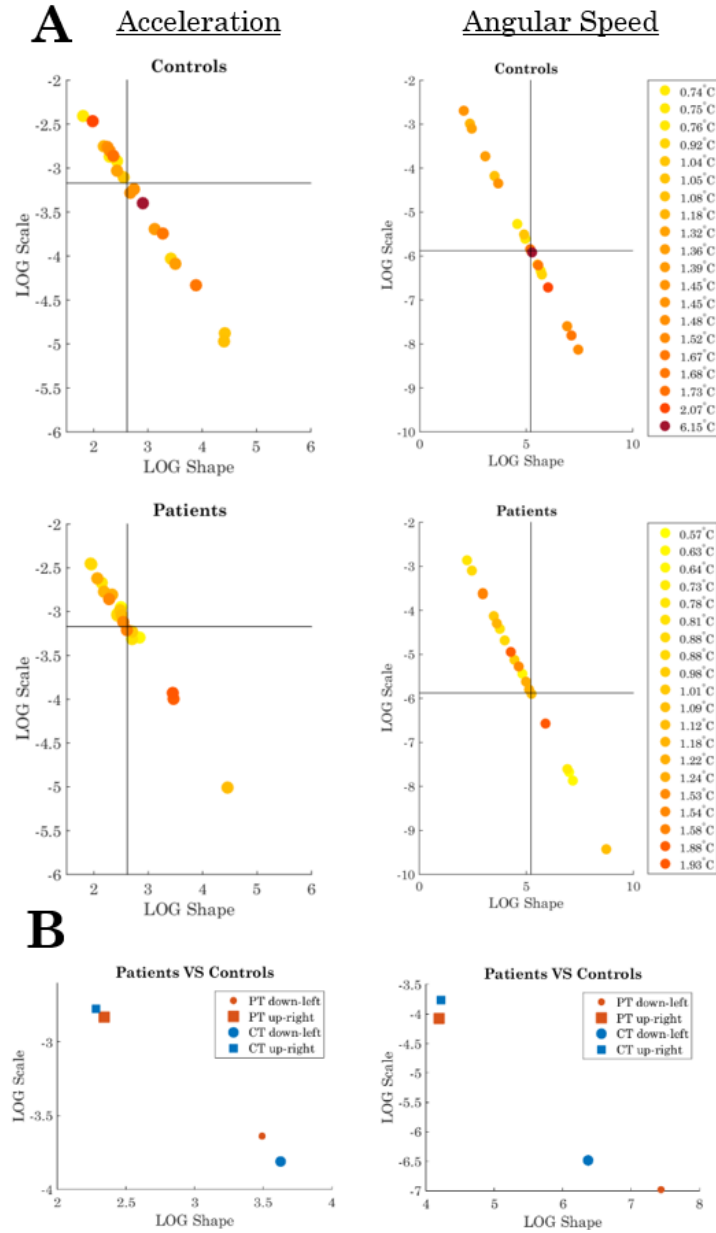 A Acceleration Angular Speed
Controls
-2
-2.5
-3
-3.5
-4
-4.5
-5
-5.5
-6
LOG Scale
2 3 4 5 6
LOG Shape
Controls
-2
-3
-4
-5
-6
-7
-8
-9
-10
LOG Scale
0 5 10
LOG Shape
0.74°C
0.75°C
0.76°C
0.92°C
1.04°C
1.05°C
1.08°C
1.18°C
1.32°C
1.36°C
1.39°C
1.45°C
1.45°C
1.48°C
1.52°C
1.67°C
1.68°C
1.73°C
2.07°C
6.15°C
Patients
-2
-2.5
-3
-3.5
-4
-4.5
-5
-5.5
-6
LOG Scale
2 3 4 5 6
LOG Shape
Patients
-2
-3
-4
-5
-6
-7
-8
-9
-10
LOG Scale
0 5 10
LOG Shape
0.57°C
0.63°C
0.64°C
0.73°C
0.78°C
0.81°C
0.88°C
0.88°C
0.98°C
1.01°C
1.09°C
1.12°C
1.18°C
1.22°C
1.24°C
1.53°C
1.54°C
1.58°C
1.88°C
1.93°C
B
Patients VS Controls
PT down-left
PT up-right
CT down-left
CT up-right
-3
-3.5
-4
LOG Scale
2 2.5 3 3.5 4
LOG Shape
Patients VS Controls
PT down-left
PT up-right
CT down-left
CT up-right
-3.5
-4
-4.5
-5
-5.5
-6
-6.5
-7
LOG Scale
4 5 6 7 8
LOG Shape